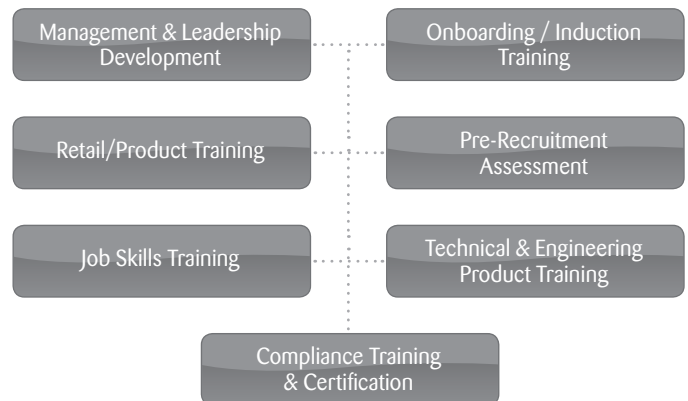 Management & Leadership
Development
Onboarding / Induction
Training
Retail/Product Training
Pre-Recruitment
Assessment
Job Skills Training
Technical & Engineering
Product Training
Compliance Training
& Certification